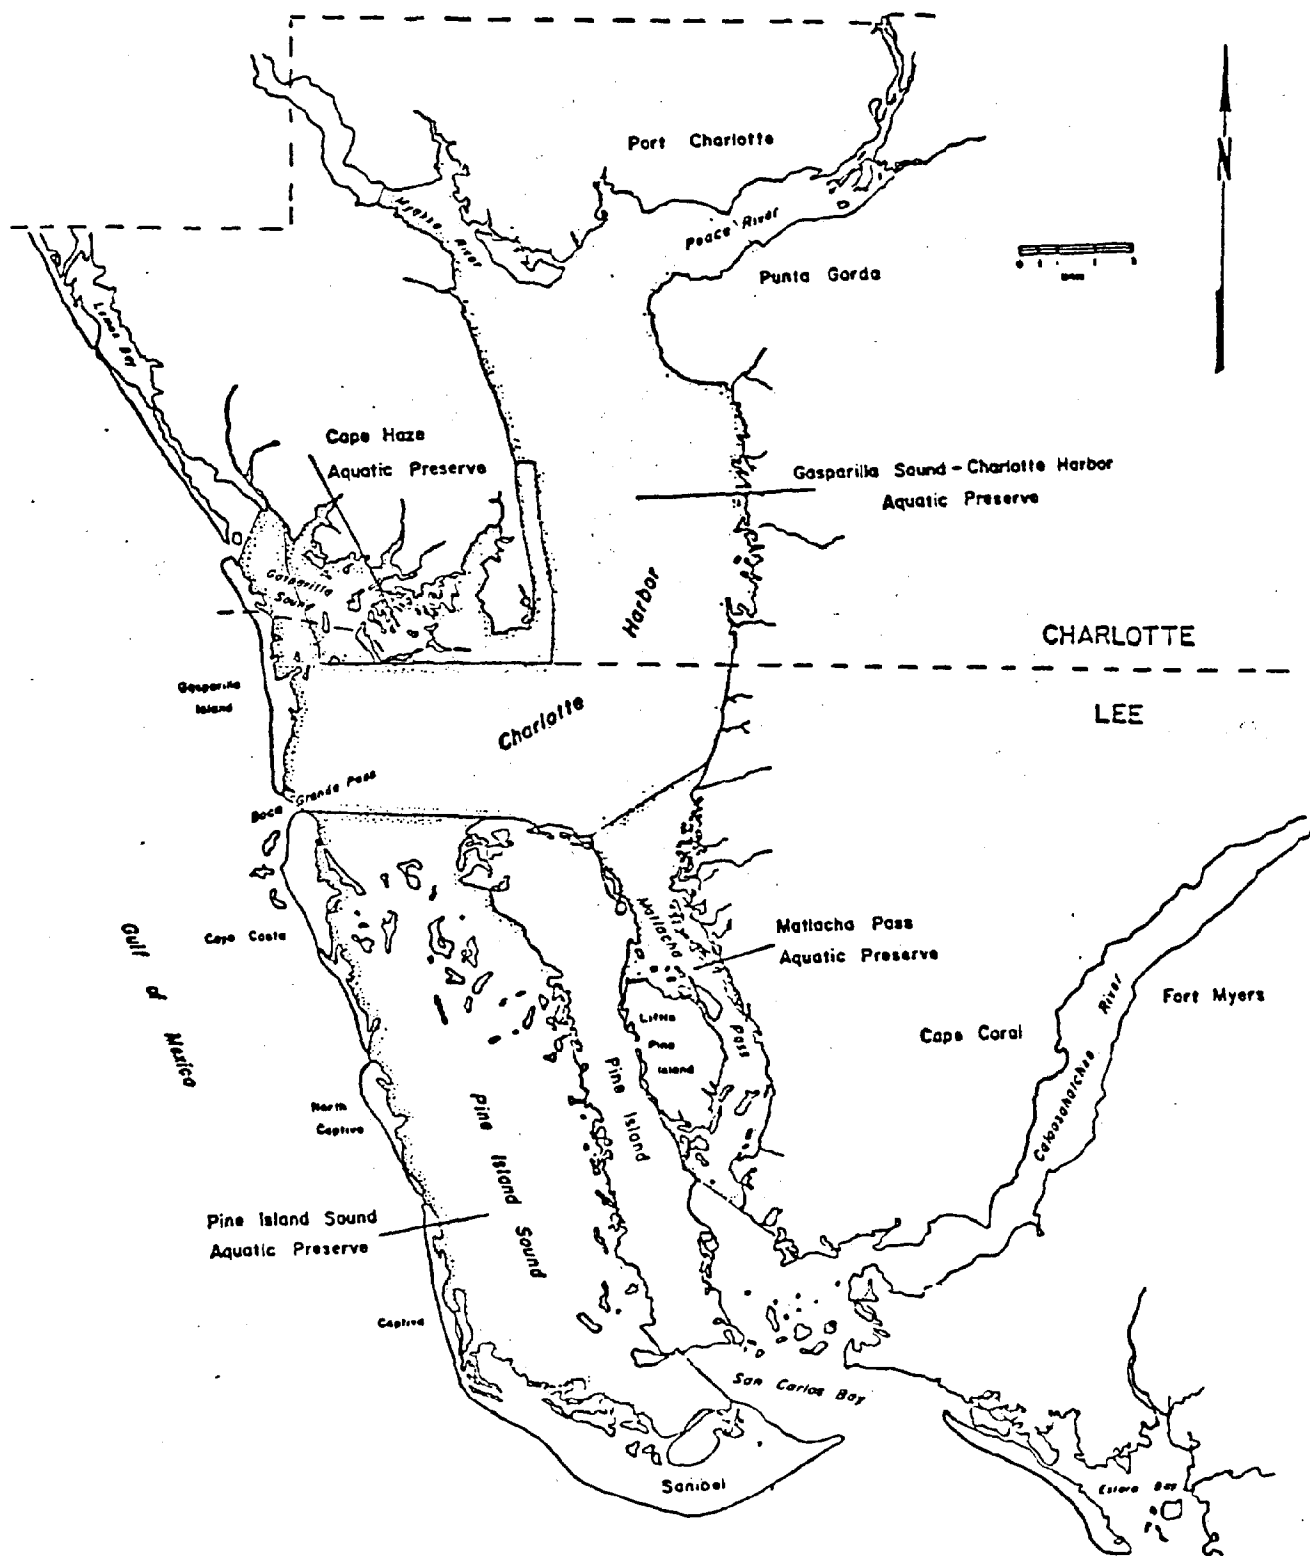 Port Charlotte
N
Myakka River
Peace River
Punta Gorda
Lemon Bay
Cape Haze
Aquatic Preserve
Gasparilla Sound - Charlotte Harbor
Aquatic Preserve
Gasparilla
Sound
Harbor
CHARLOTTE
LEE
Gasparilla
Island
Charlotte
Boca Grande Pass
Gulf of Mexico
Cayo Costa
Matlacha
Pass
Matlacha Pass
Aquatic Preserve
Little
Pine
Island
Cape Coral
River
Caloosahatchee
Fort Myers
North
Captiva
Pine Island
Pine Island Sound
Pine Island Sound
Aquatic Preserve
Captiva
San Carlos Bay
Sanibel
Estero Bay